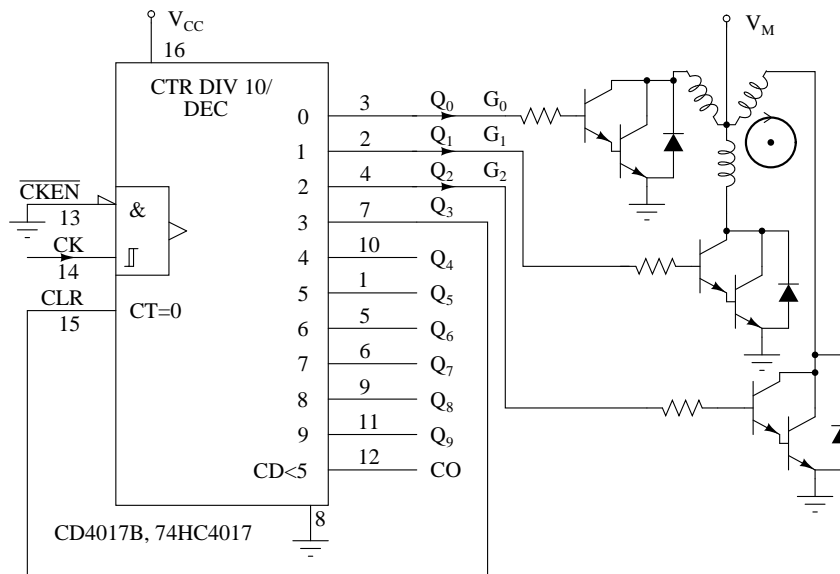 V_CC
V_M
16
CTR DIV 10/
DEC
0 3 Q_0 G_0
1 2 Q_1 G_1
2 4 Q_2 G_2
3 7 Q_3
4 10 Q_4
5 1 Q_5
6 5 Q_6
7 6 Q_7
8 9 Q_8
9 11 Q_9
CD<5 12 CO
CKEN
13
&
CK
14
CLR
15
CT=0
8
CD4017B, 74HC4017